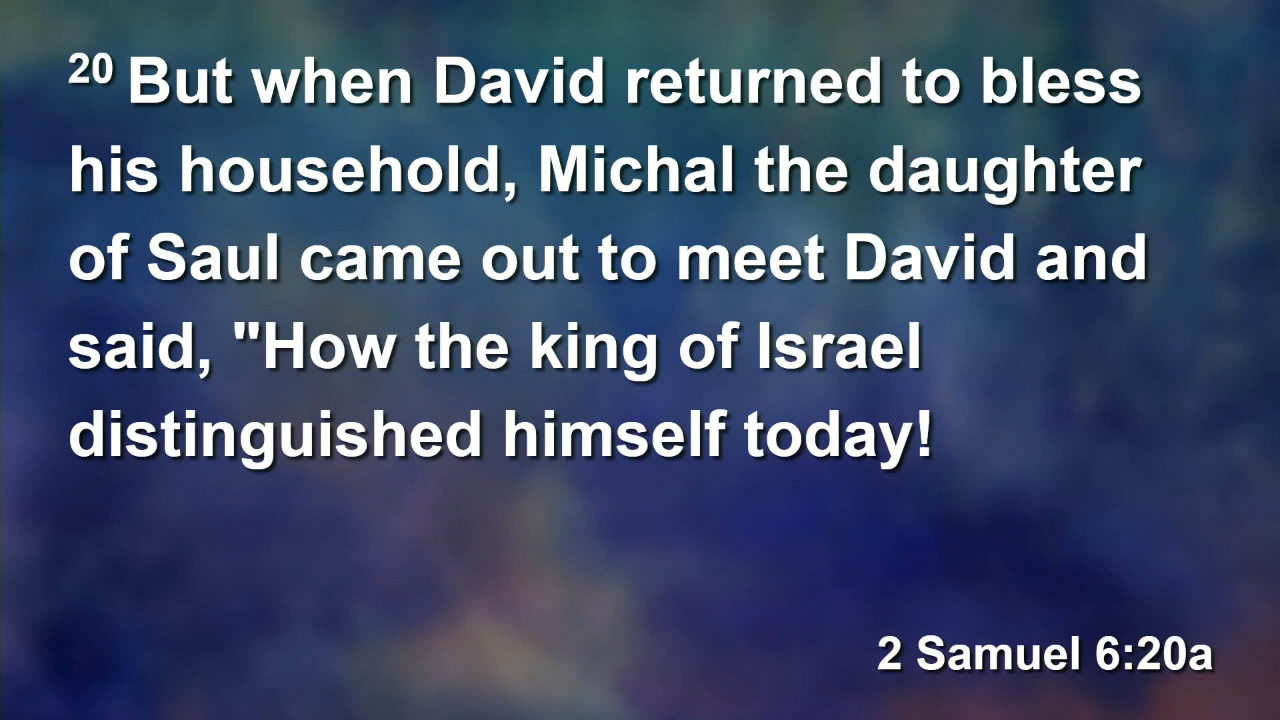 20 But when David returned to bless
his household, Michal the daughter
of Saul came out to meet David and
said, "How the king of Israel
distinguished himself today!
2 Samuel 6:20a